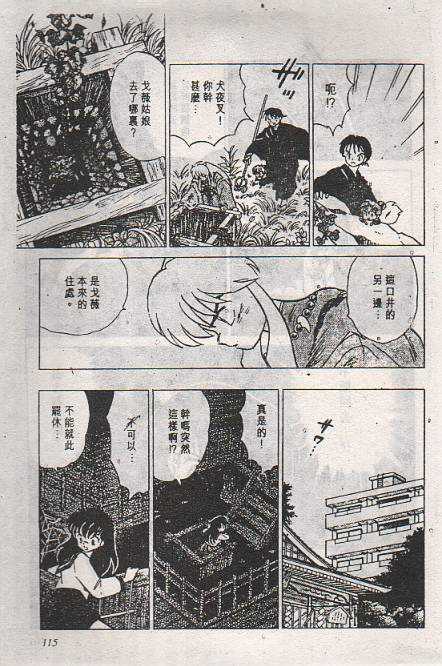 呃!?
犬夜叉!
你幹
甚麼…
戈薇姑娘
去了哪裏?
這口井的
另一邊…
是戈薇
本來的
住處。
ザワ…
真是的!
幹嗎突然
這樣啊!?
不可以…
不能就此
罷休…
115